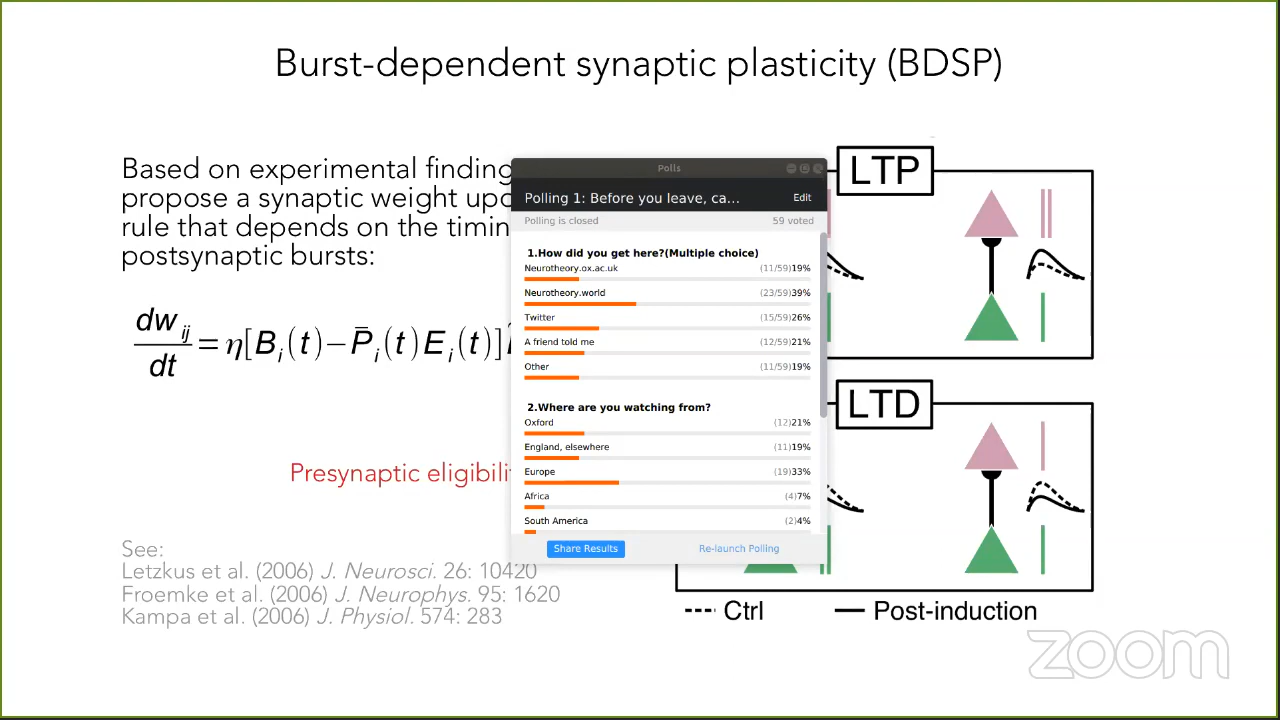 Burst-dependent synaptic plasticity (BDSP)
Based on experimental finding
propose a synaptic weight upd
rule that depends on the timin
postsynaptic bursts:
dw_ij/dt = η[B_i(t)−P̄_i(t)E_i(t)]
Presynaptic eligibili
See:
Letzkus et al. (2006) J. Neurosci. 26: 10420
Froemke et al. (2006) J. Neurophys. 95: 1620
Kampa et al. (2006) J. Physiol. 574: 283
Polls
Polling 1: Before you leave, ca... Edit
Polling is closed 59 voted
1.How did you get here?(Multiple choice)
Neurotheory.ox.ac.uk (11/59)19%
Neurotheory.world (23/59)39%
Twitter (15/59)26%
A friend told me (12/59)21%
Other (11/59)19%
2.Where are you watching from?
Oxford (12)21%
England, elsewhere (11)19%
Europe (19)33%
Africa (4)7%
South America (2)4%
Share Results Re-launch Polling
LTP
LTD
Ctrl Post-induction
zoom